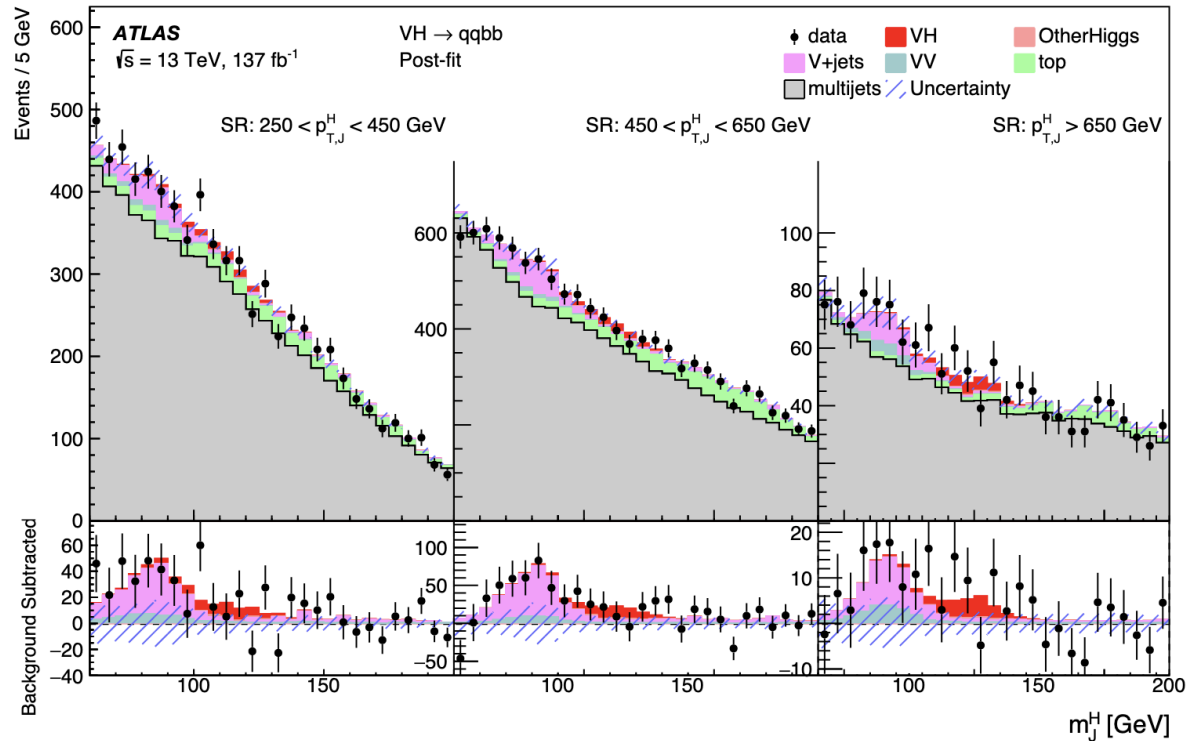 600
500
400
300
200
100
0
Events / 5 GeV
ATLAS
√s = 13 TeV, 137 fb⁻¹
VH → qqbb
Post-fit
data
VH
OtherHiggs
V+jets
VV
top
multijets
Uncertainty
SR: 250 < p^H_{T,J} < 450 GeV
SR: 450 < p^H_{T,J} < 650 GeV
SR: p^H_{T,J} > 650 GeV
600
400
100
80
60
40
Background Subtracted
60
40
20
0
−20
−40
100
50
0
−50
20
10
0
−10
100
150
100
150
100
150
200
m^H_J [GeV]